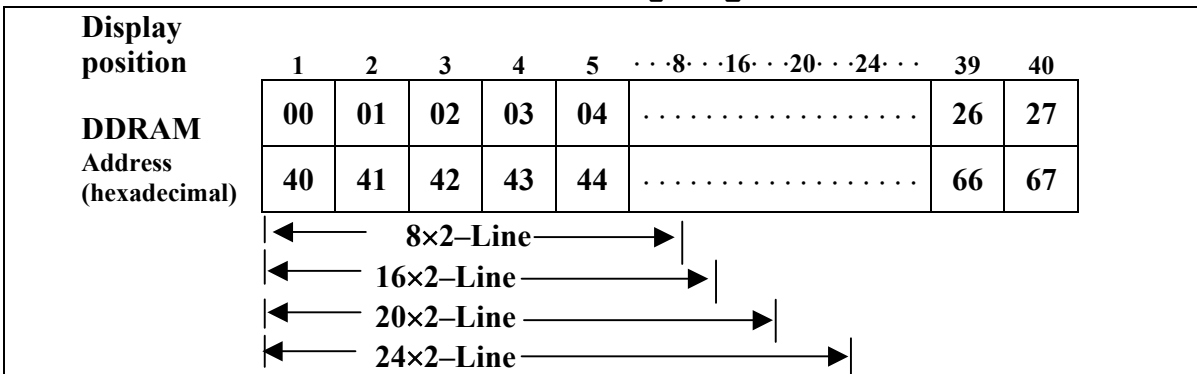 Display
position 1 2 3 4 5 · · ·8· · ·16· · ·20· · ·24· · · 39 40
DDRAM
Address
(hexadecimal)
00 01 02 03 04 . . . . . . . . . . . . . . . . . . 26 27
40 41 42 43 44 . . . . . . . . . . . . . . . . . . 66 67
8×2–Line
16×2–Line
20×2–Line
24×2–Line